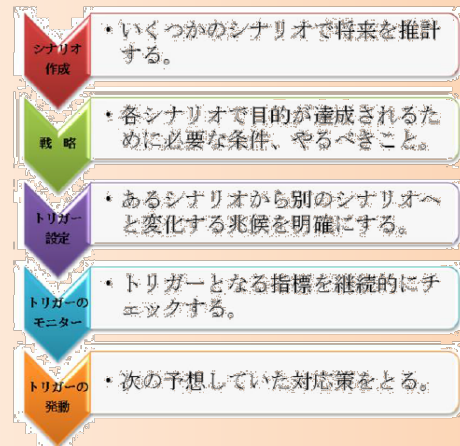 シナリオ
作成
・いくつかのシナリオで将来を推計
する。
戦　略
・各シナリオで目的が達成されるた
めに必要な条件、やるべきこと。
トリガー
設定
・あるシナリオから別のシナリオへ
と変化する兆候を明確にする。
トリガーの
モニター
・トリガーとなる指標を継続的にチ
ェックする。
トリガーの
発動
・次の予想していた対応策をとる。